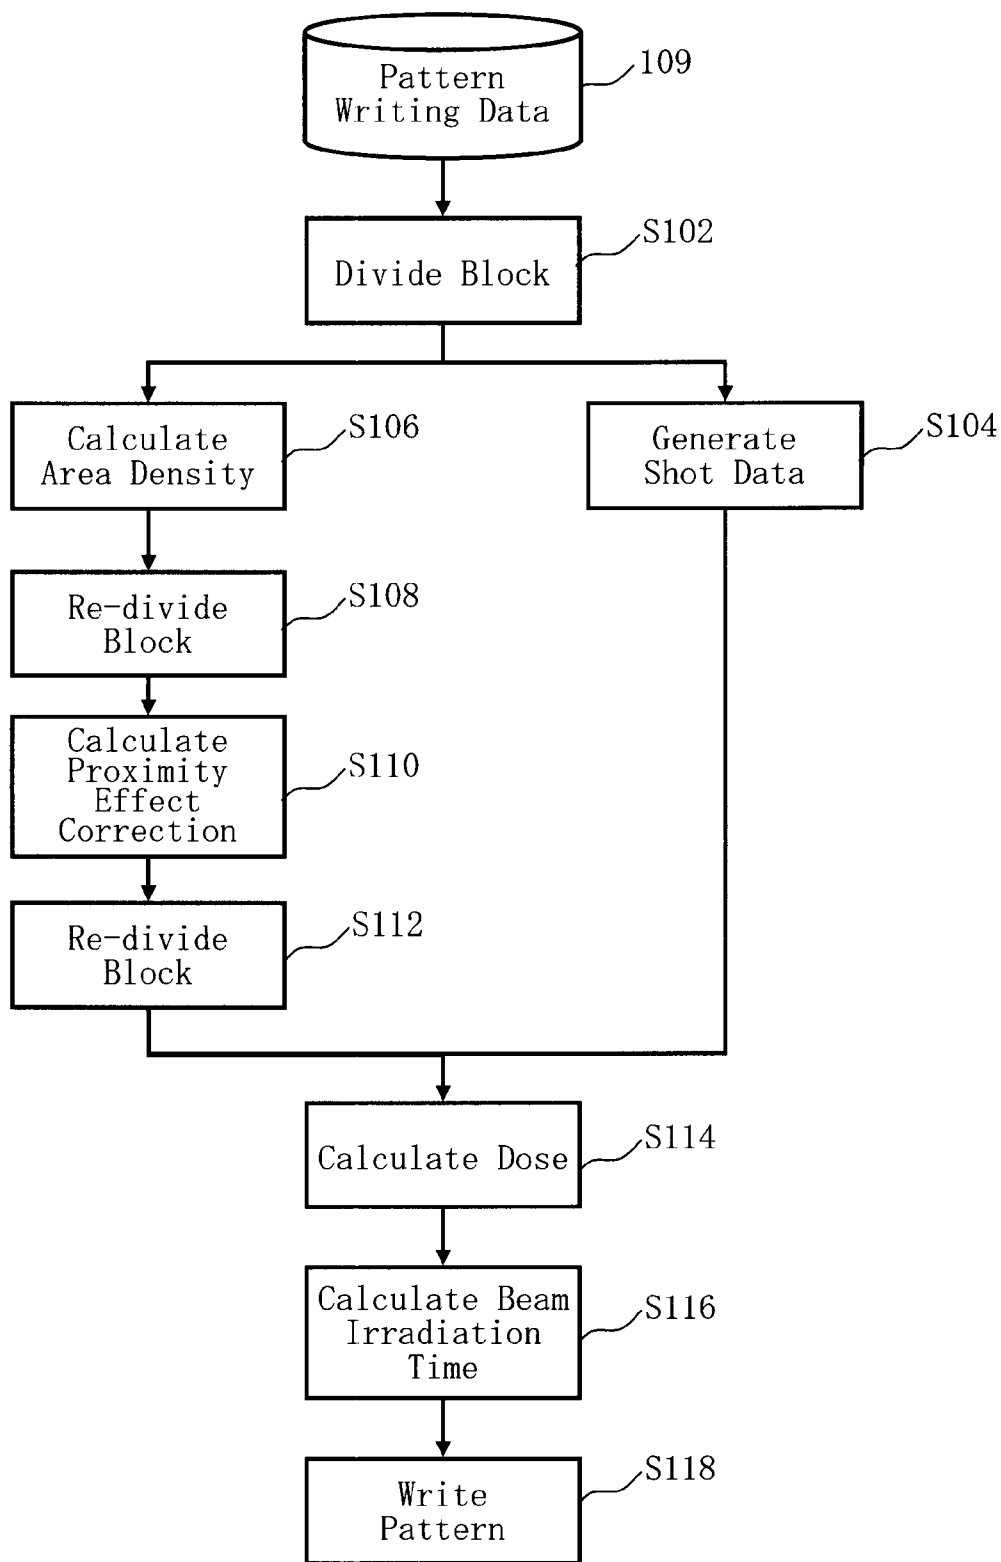 Pattern
Writing Data
109
Divide Block
S102
Calculate
Area Density
S106
Generate
Shot Data
S104
Re-divide
Block
S108
Calculate
Proximity
Effect
Correction
S110
Re-divide
Block
S112
Calculate Dose
S114
Calculate Beam
Irradiation
Time
S116
Write
Pattern
S118